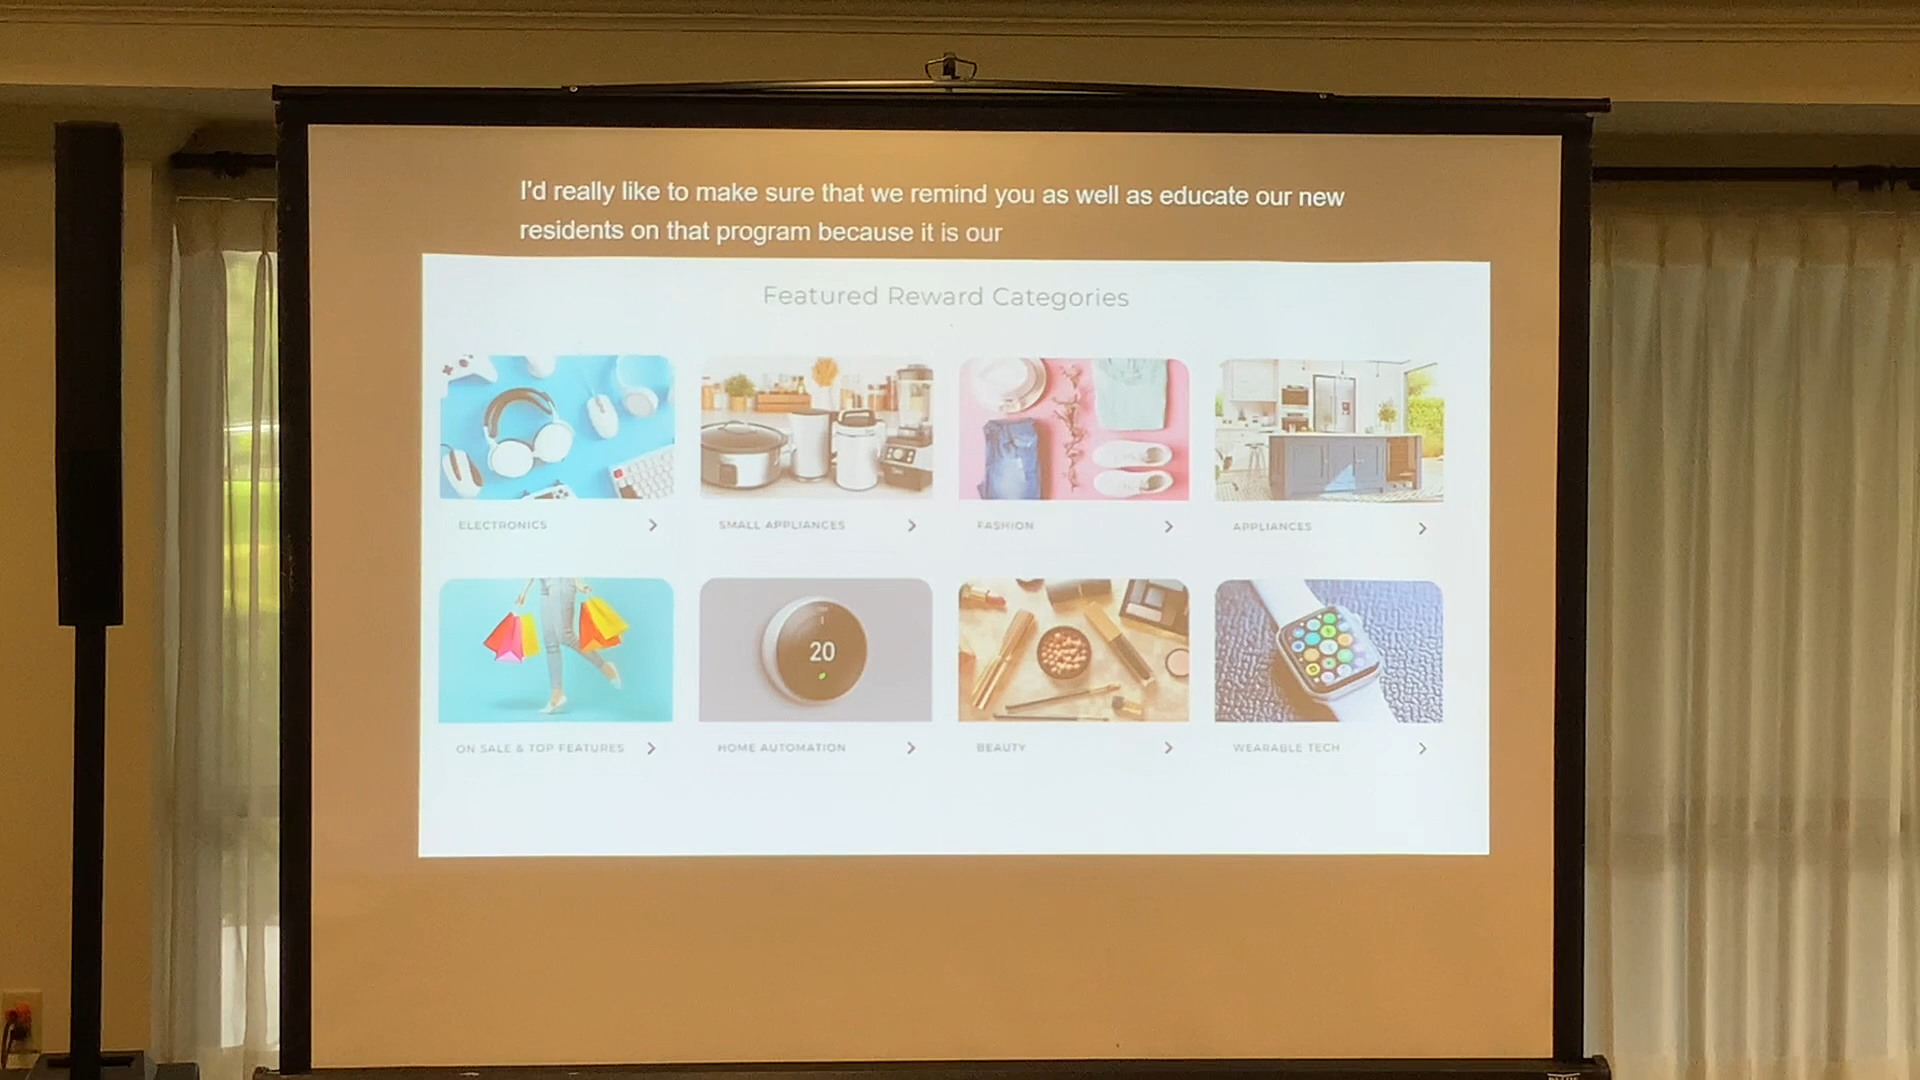 I'd really like to make sure that we remind you as well as educate our new
residents on that program because it is our
Featured Reward Categories
ELECTRONICS
SMALL APPLIANCES
FASHION
APPLIANCES
20
ON SALE & TOP FEATURES
HOME AUTOMATION
BEAUTY
WEARABLE TECH